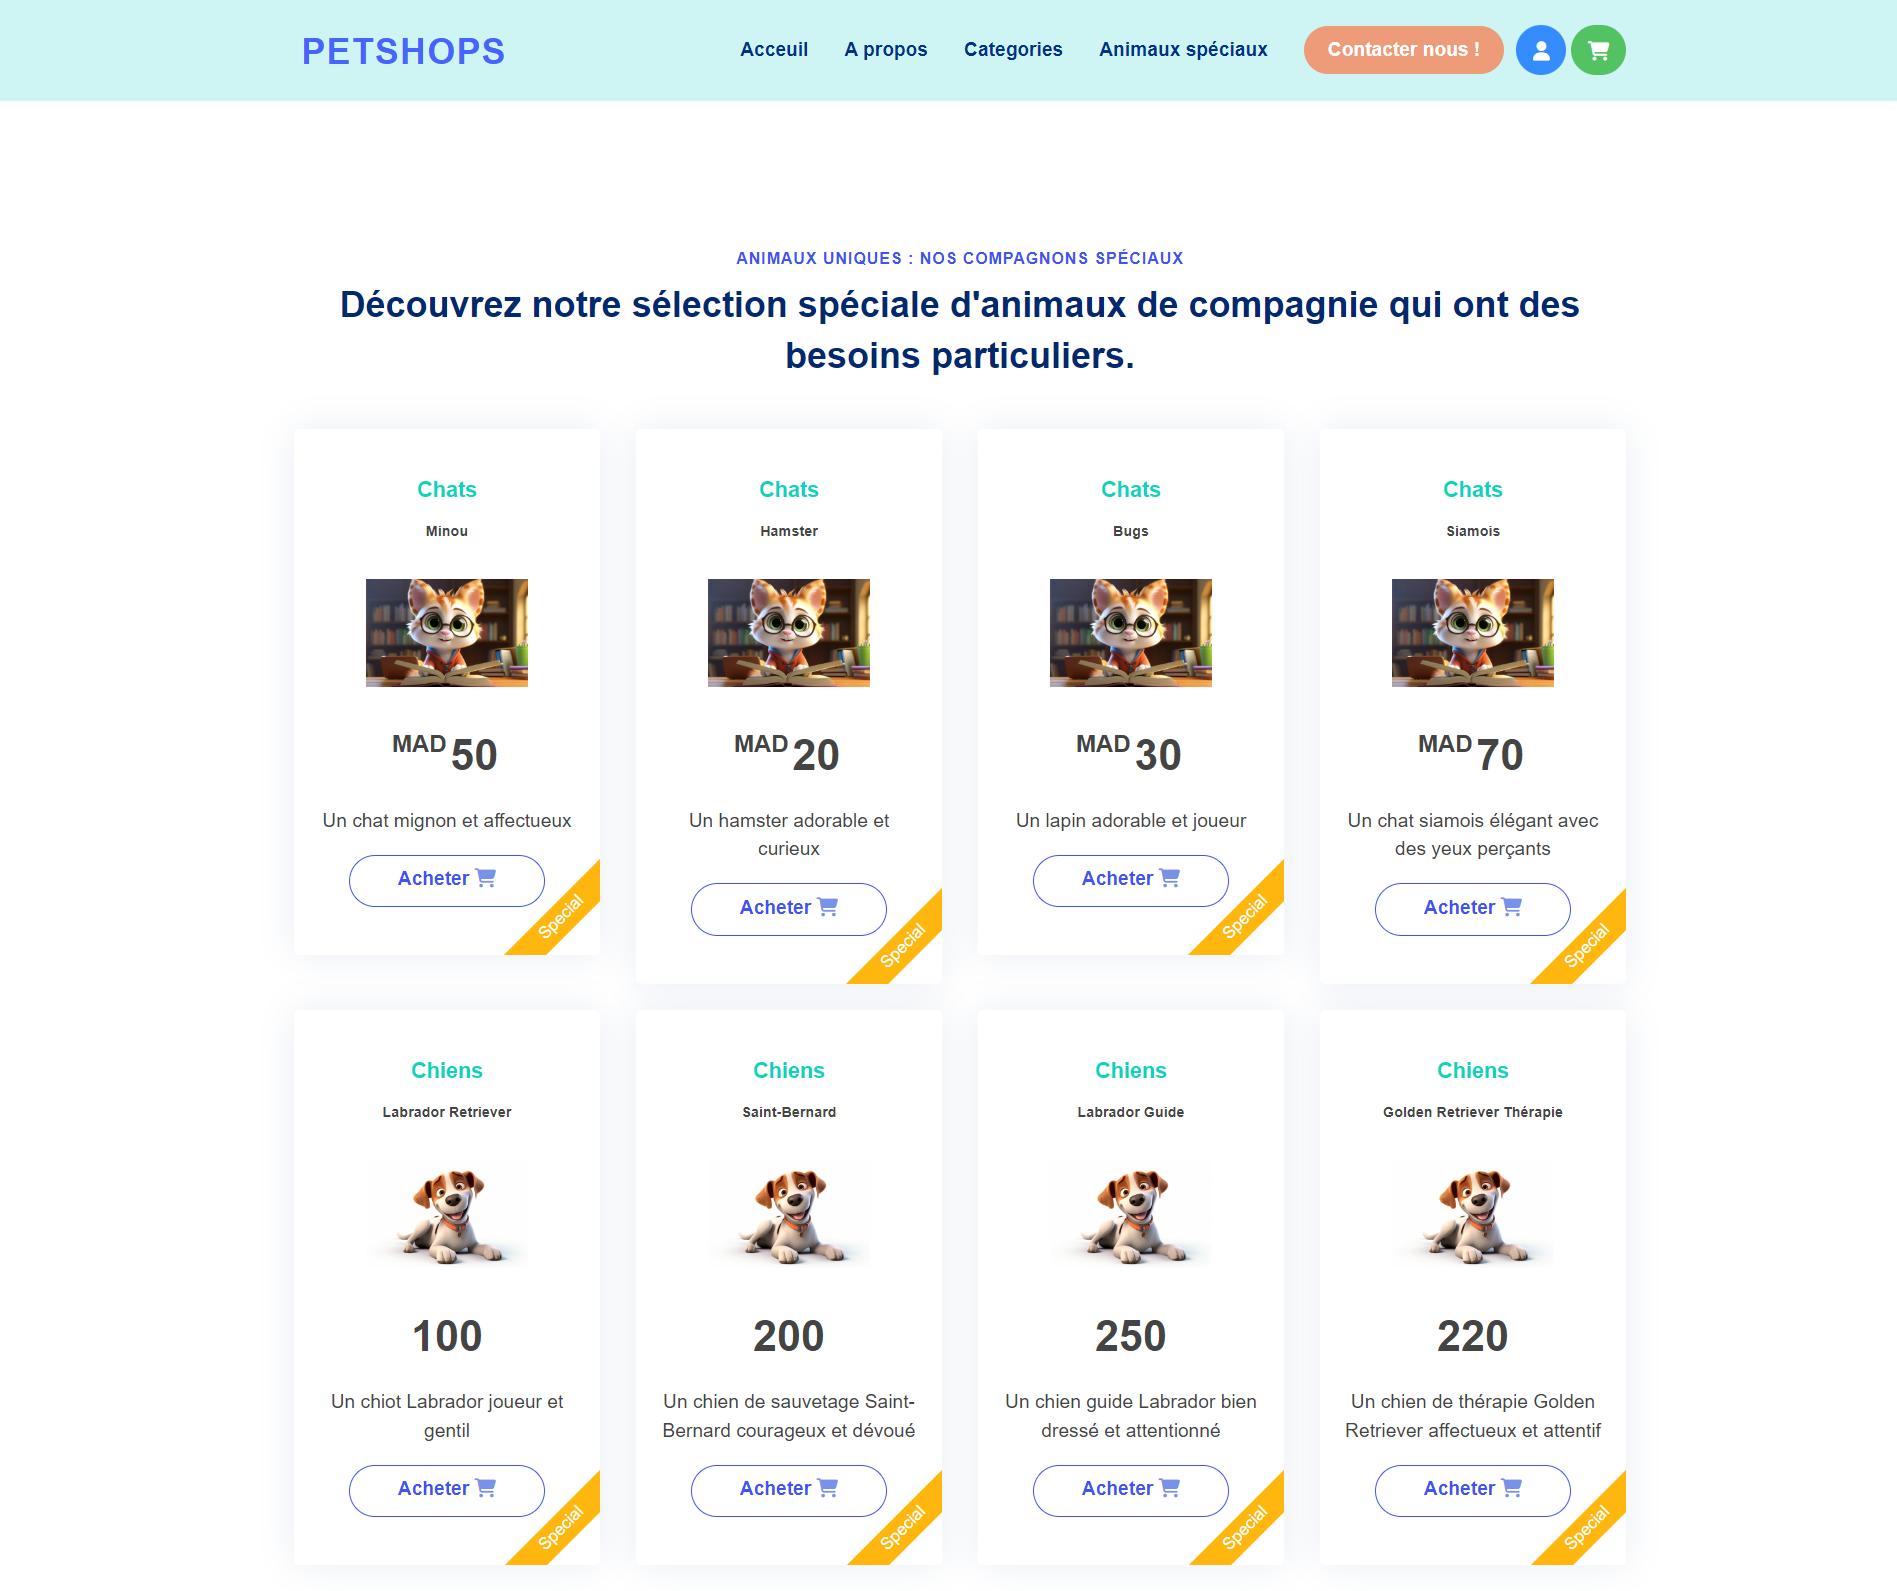 PETSHOPS
Acceuil
A propos
Categories
Animaux spéciaux
Contacter nous !
ANIMAUX UNIQUES : NOS COMPAGNONS SPÉCIAUX
Découvrez notre sélection spéciale d'animaux de compagnie qui ont des
besoins particuliers.
Chats
Minou
MAD 50
Un chat mignon et affectueux
Acheter
Special
Chats
Hamster
MAD 20
Un hamster adorable et
curieux
Acheter
Special
Chats
Bugs
MAD 30
Un lapin adorable et joueur
Acheter
Special
Chats
Siamois
MAD 70
Un chat siamois élégant avec
des yeux perçants
Acheter
Special
Chiens
Labrador Retriever
100
Un chiot Labrador joueur et
gentil
Acheter
Special
Chiens
Saint-Bernard
200
Un chien de sauvetage Saint-
Bernard courageux et dévoué
Acheter
Special
Chiens
Labrador Guide
250
Un chien guide Labrador bien
dressé et attentionné
Acheter
Special
Chiens
Golden Retriever Thérapie
220
Un chien de thérapie Golden
Retriever affectueux et attentif
Acheter
Special